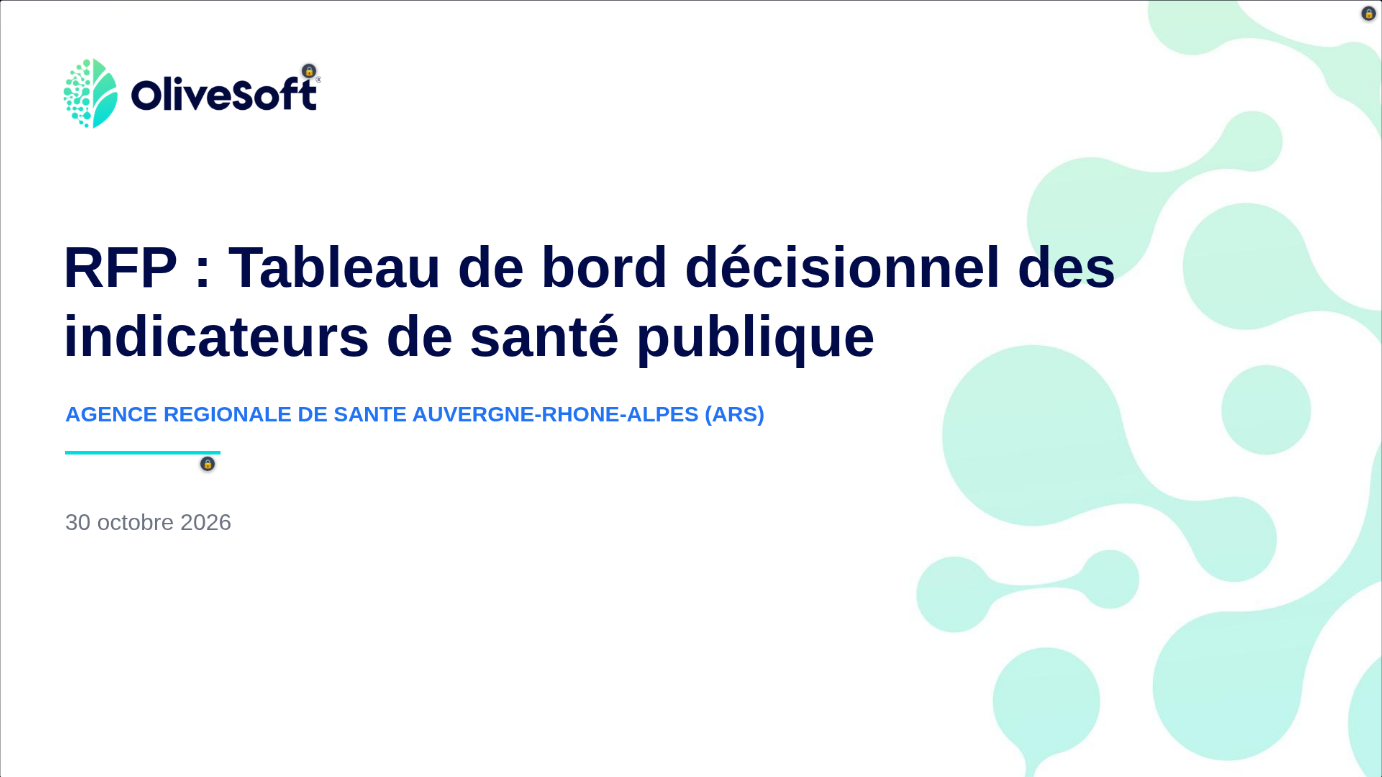 OliveSoft
RFP : Tableau de bord décisionnel des
indicateurs de santé publique
AGENCE REGIONALE DE SANTE AUVERGNE-RHONE-ALPES (ARS)
30 octobre 2026